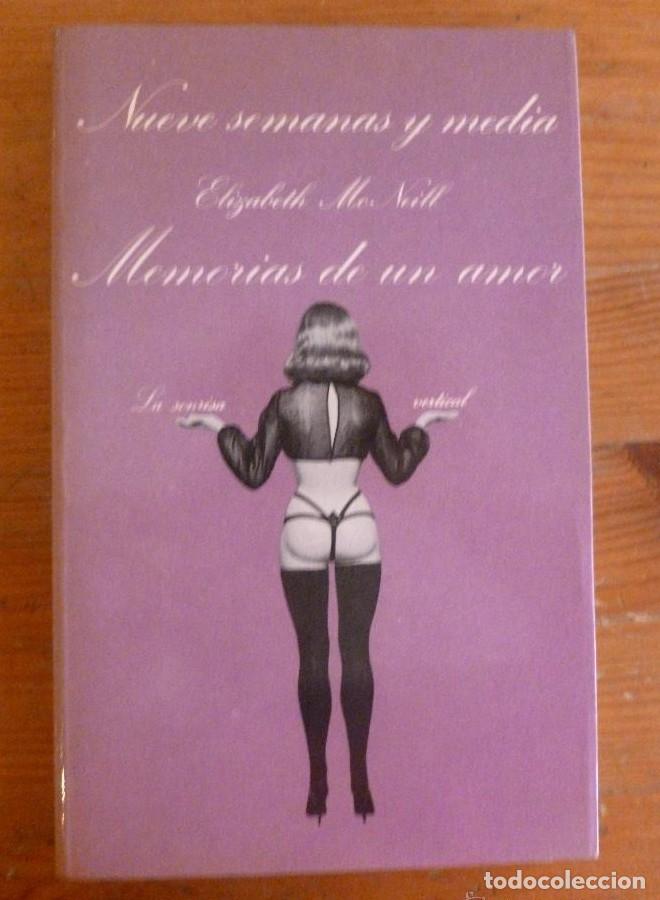 Nueve semanas y media
Elizabeth McNeill
Memorias de un amor
La sonrisa vertical
todocoleccion